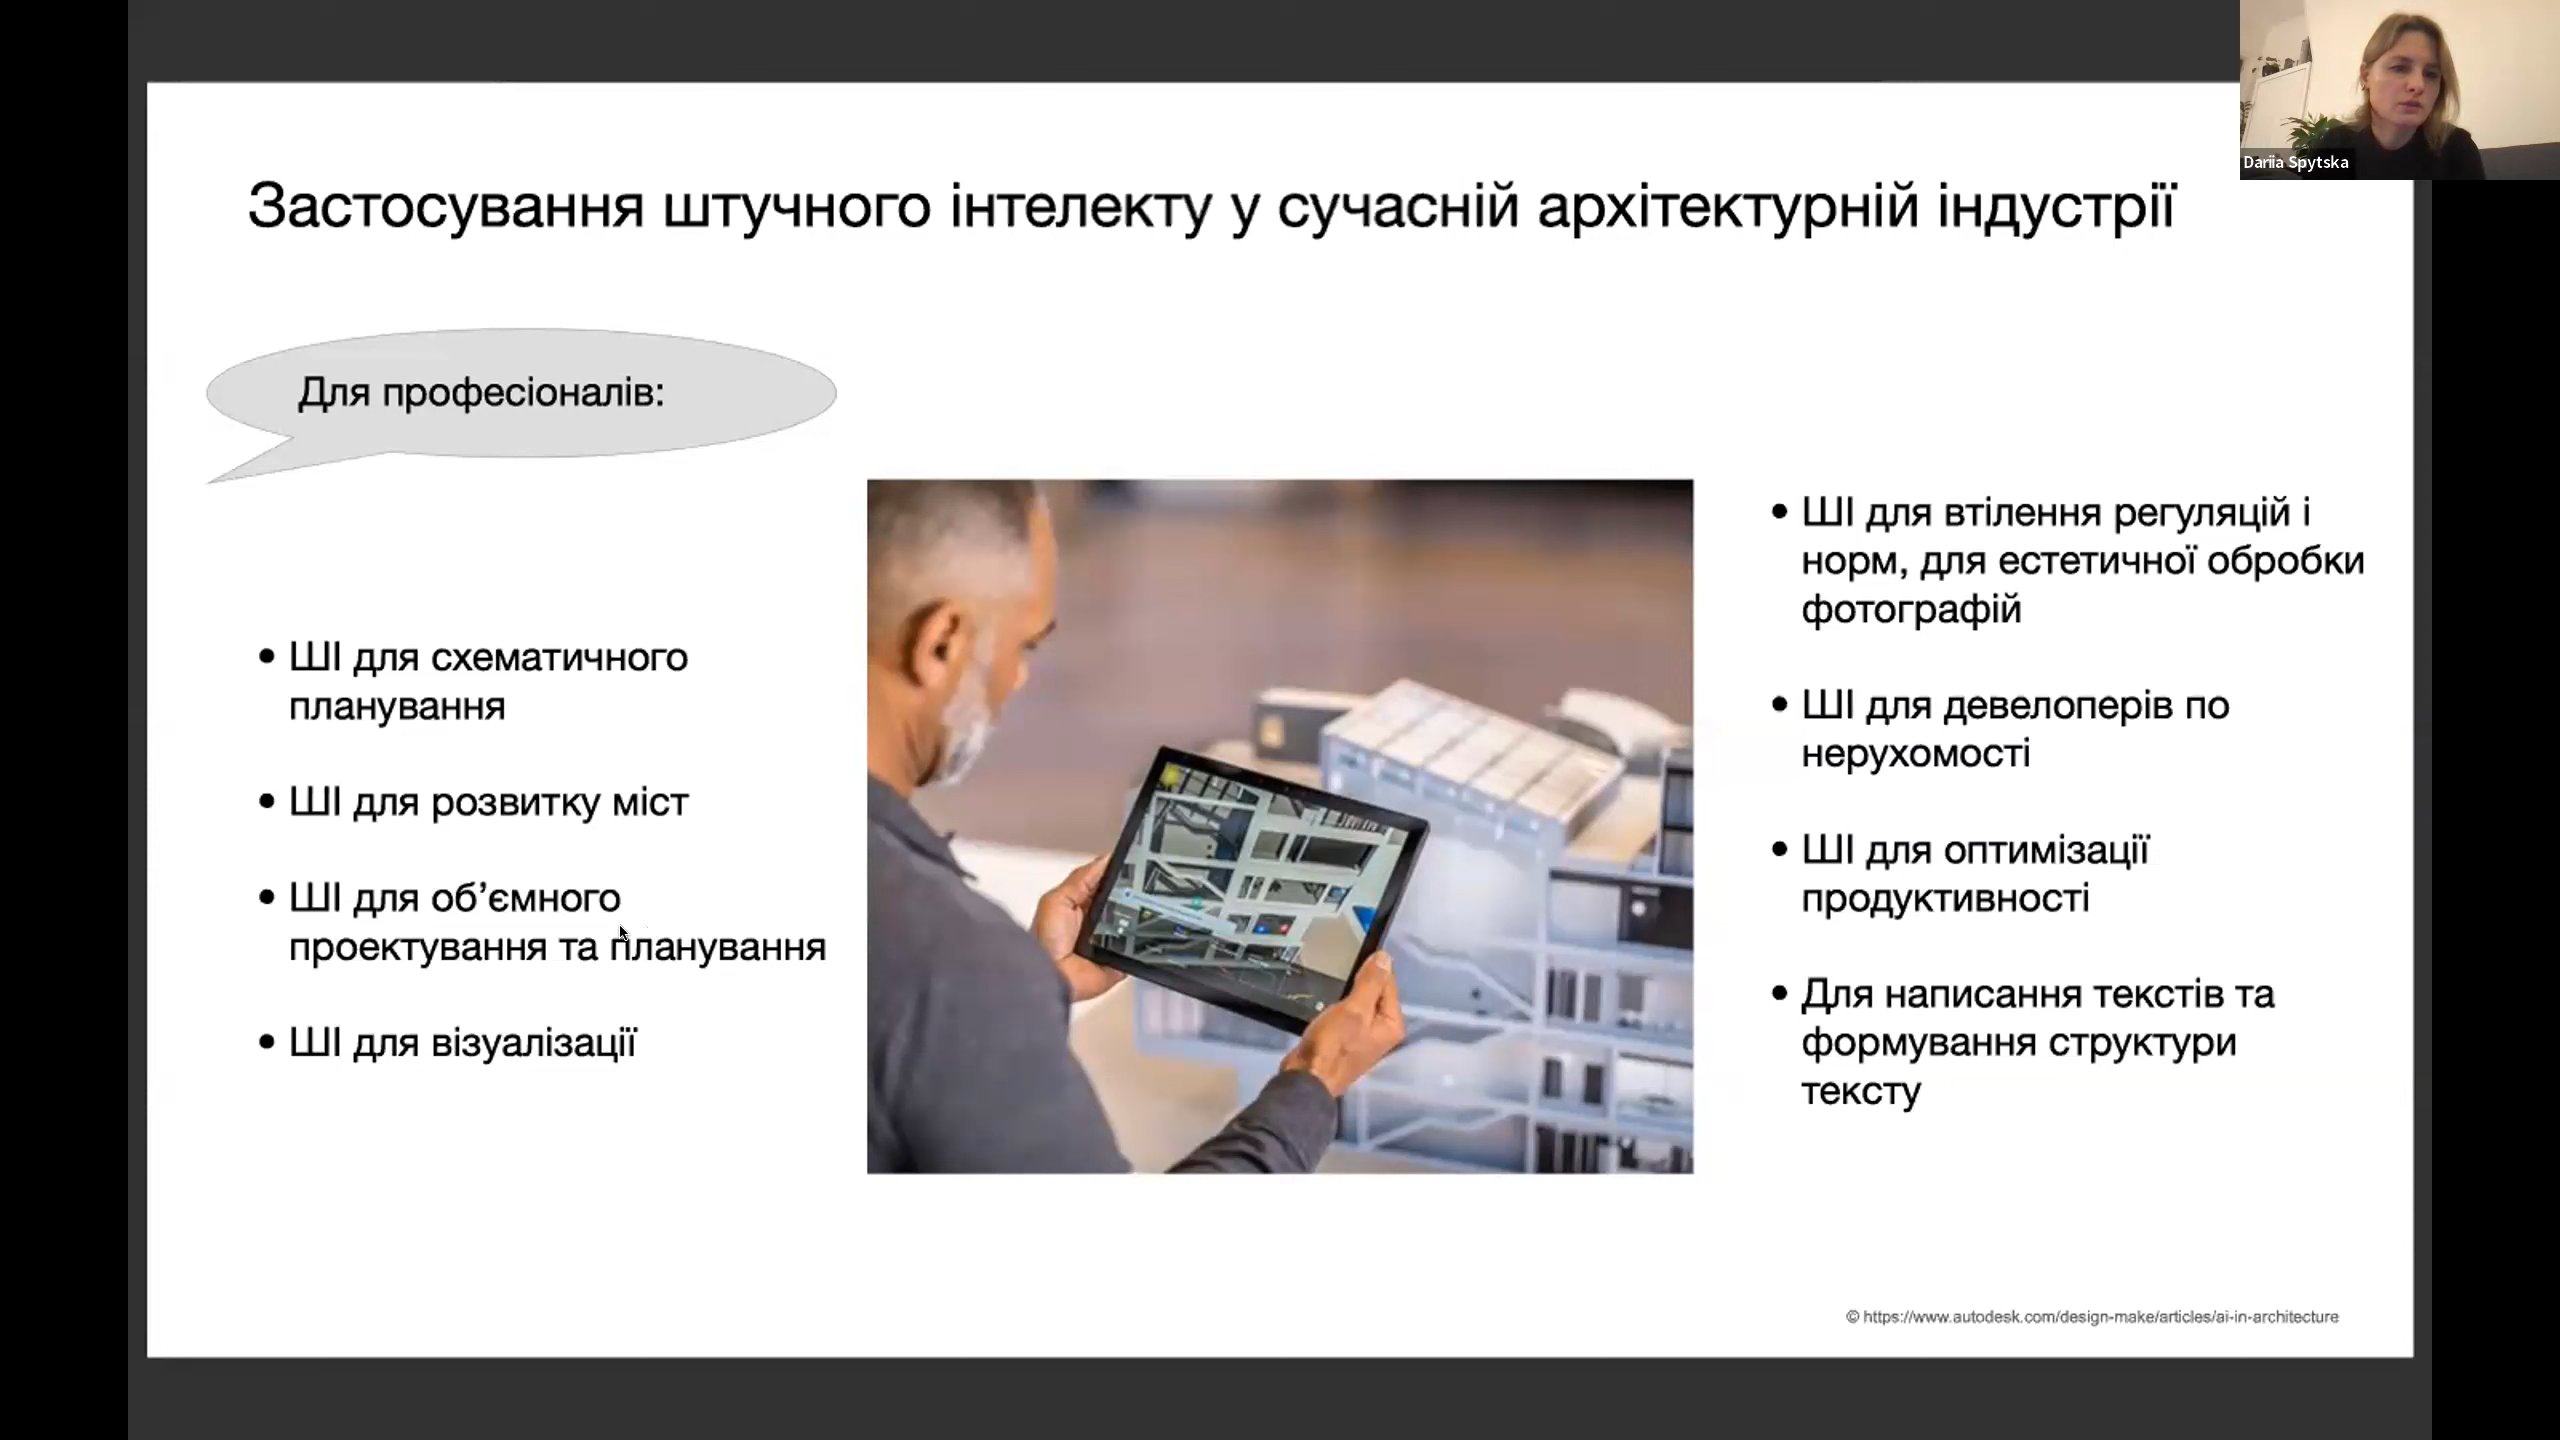 Dariia Spytska
Застосування штучного інтелекту у сучасній архітектурній індустрії
Для професіоналів:
• ШІ для схематичного
планування
• ШІ для розвитку міст
• ШІ для об’ємного
проектування та планування
• ШІ для візуалізації
• ШІ для втілення регуляцій і
норм, для естетичної обробки
фотографій
• ШІ для девелоперів по
нерухомості
• ШІ для оптимізації
продуктивності
• Для написання текстів та
формування структури
тексту
© https://www.autodesk.com/design-make/articles/ai-in-architecture